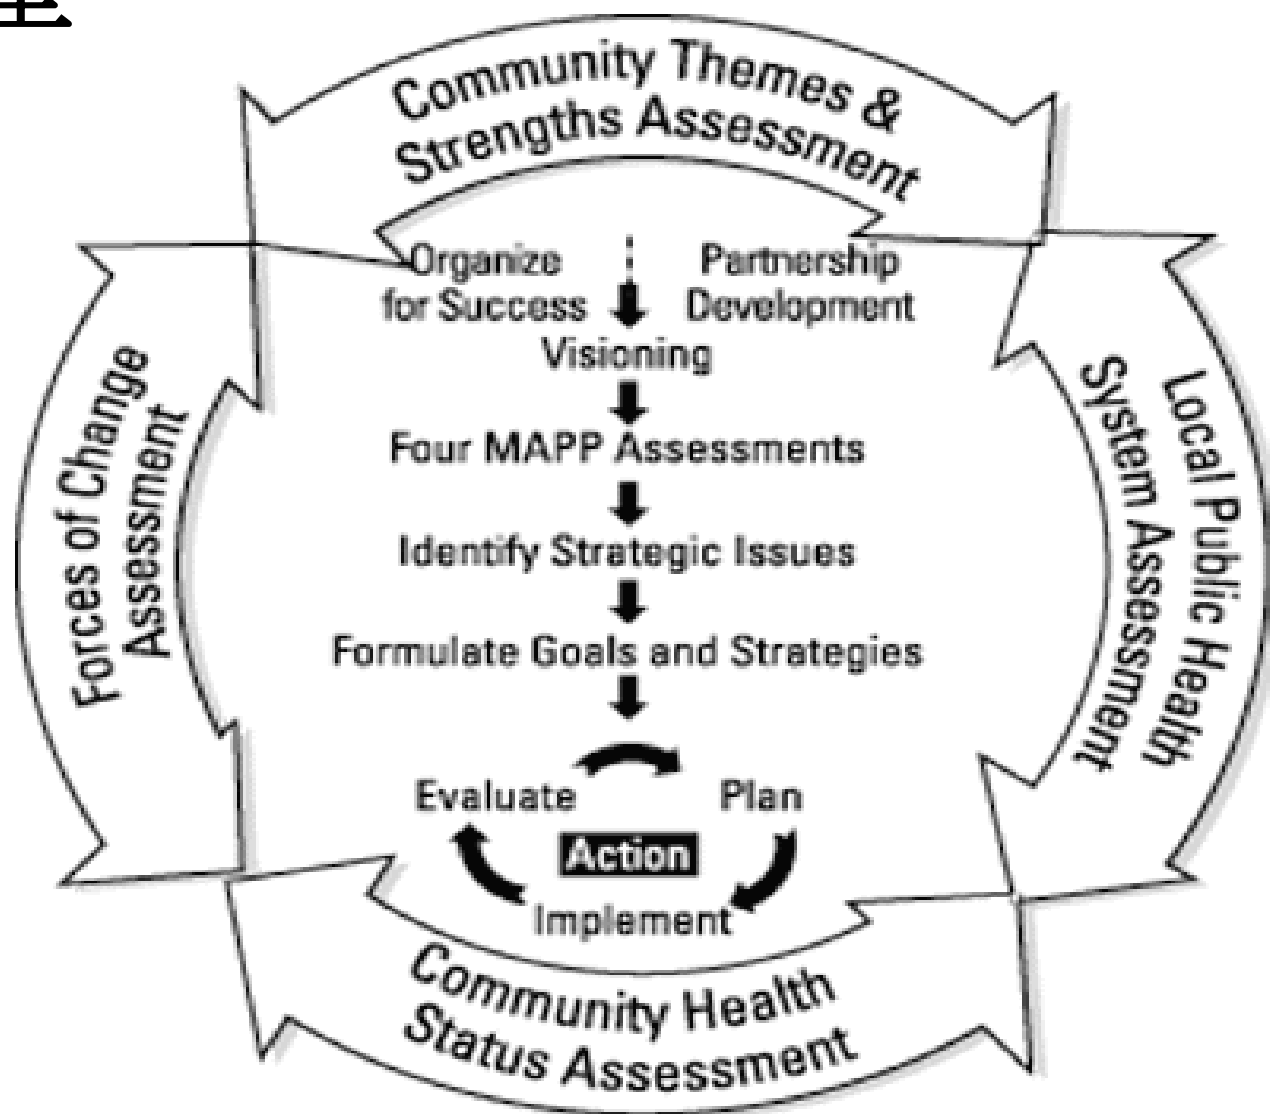 Community Themes &
Strengths Assessment
Organize
for Success
Partnership
Development
Visioning
Four MAPP Assessments
Identify Strategic Issues
Formulate Goals and Strategies
Evaluate
Plan
Action
Implement
Forces of Change
Assessment
Local Public Health
System Assessment
Community Health
Status Assessment